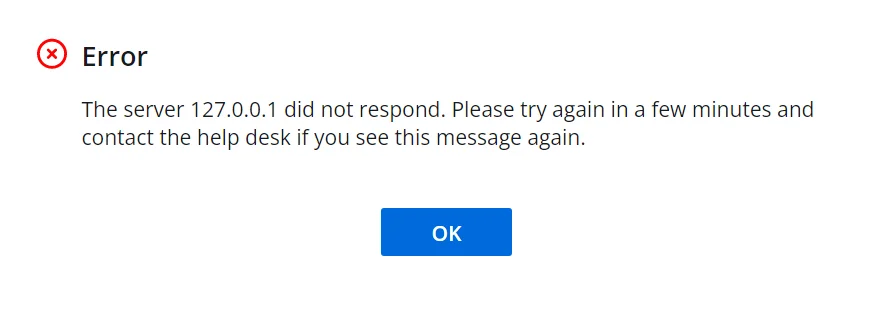 Error
The server 127.0.0.1 did not respond. Please try again in a few minutes and
contact the help desk if you see this message again.
OK